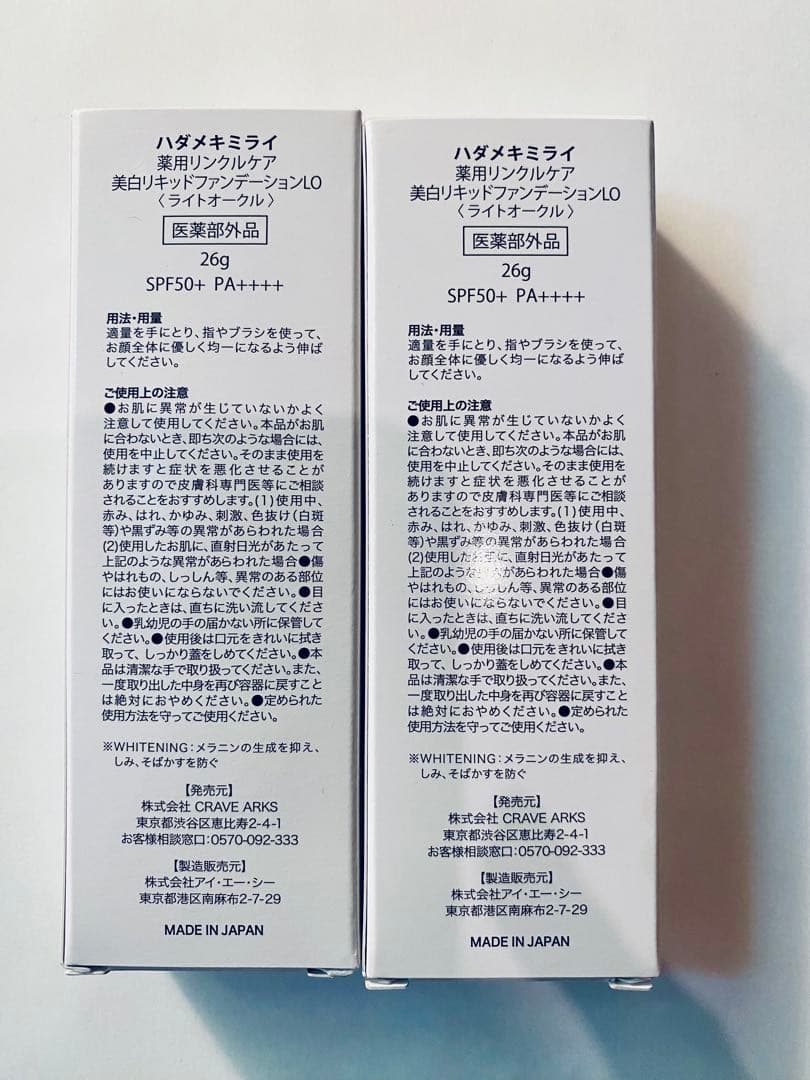 ハダメキミライ
薬用リンクルケア
美白リキッドファンデーションLO
〈ライトオークル〉
医薬部外品
26g
SPF50+ PA++++
用法・用量
適量を手にとり、指やブラシを使って、
お顔全体に優しく均一になるよう伸ば
してください。
ご使用上の注意
●お肌に異常が生じていないかよく
注意して使用してください。本品がお肌
に合わないとき、即ち次のような場合には、
使用を中止してください。そのまま使用を
続けますと症状を悪化させることが
ありますので皮膚科専門医等にご相談
されることをおすすめします。(1)使用中、
赤み、はれ、かゆみ、刺激、色抜け(白斑
等)や黒ずみ等の異常があらわれた場合
(2)使用したお肌に、直射日光があたって
上記のような異常があらわれた場合●傷
やはれもの、しっしん等、異常のある部位
にはお使いにならないでください。●目
に入ったときは、直ちに洗い流してくださ
い。●乳幼児の手の届かない所に保管して
ください。●使用後は口元をきれいに拭き
取って、しっかり蓋をしめてください。●本
品は清潔な手で取り扱ってください。また、
一度取り出した中身を再び容器に戻すこと
は絶対におやめください。●定められた
使用方法を守ってご使用ください。
※WHITENING：メラニンの生成を抑え、
しみ、そばかすを防ぐ
【発売元】
株式会社 CRAVE ARKS
東京都渋谷区恵比寿2-4-1
お客様相談窓口：0570-092-333
【製造販売元】
株式会社アイ・エー・シー
東京都港区南麻布2-7-29
MADE IN JAPAN
ハダメキミライ
薬用リンクルケア
美白リキッドファンデーションLO
〈ライトオークル〉
医薬部外品
26g
SPF50+ PA++++
用法・用量
適量を手にとり、指やブラシを使って、
お顔全体に優しく均一になるよう伸ば
してください。
ご使用上の注意
●お肌に異常が生じていないかよく
注意して使用してください。本品がお肌
に合わないとき、即ち次のような場合には、
使用を中止してください。そのまま使用を
続けますと症状を悪化させることが
ありますので皮膚科専門医等にご相談
されることをおすすめします。(1)使用中、
赤み、はれ、かゆみ、刺激、色抜け(白斑
等)や黒ずみ等の異常があらわれた場合
(2)使用したお肌に、直射日光があたって
上記のような があらわれた場合●傷
やはれもの、しっしん等、異常のある部位
にはお使いにならないでください。●目
に入ったときは、直ちに洗い流してくださ
い。●乳幼児の手の届かない所に保管して
ください。●使用後は口元をきれいに拭き
取って、しっかり蓋をしめてください。●本
品は清潔な手で取り扱ってください。また、
一度取り出した中身を再び容器に戻すこと
は絶対におやめください。●定められた
使用方法を守ってご使用ください。
※WHITENING：メラニンの生成を抑え、
しみ、そばかすを防ぐ
【発売元】
株式会社 CRAVE ARKS
東京都渋谷区恵比寿2-4-1
お客様相談窓口：0570-092-333
【製造販売元】
株式会社アイ・エー・シー
東京都港区南麻布2-7-29
MADE IN JAPAN